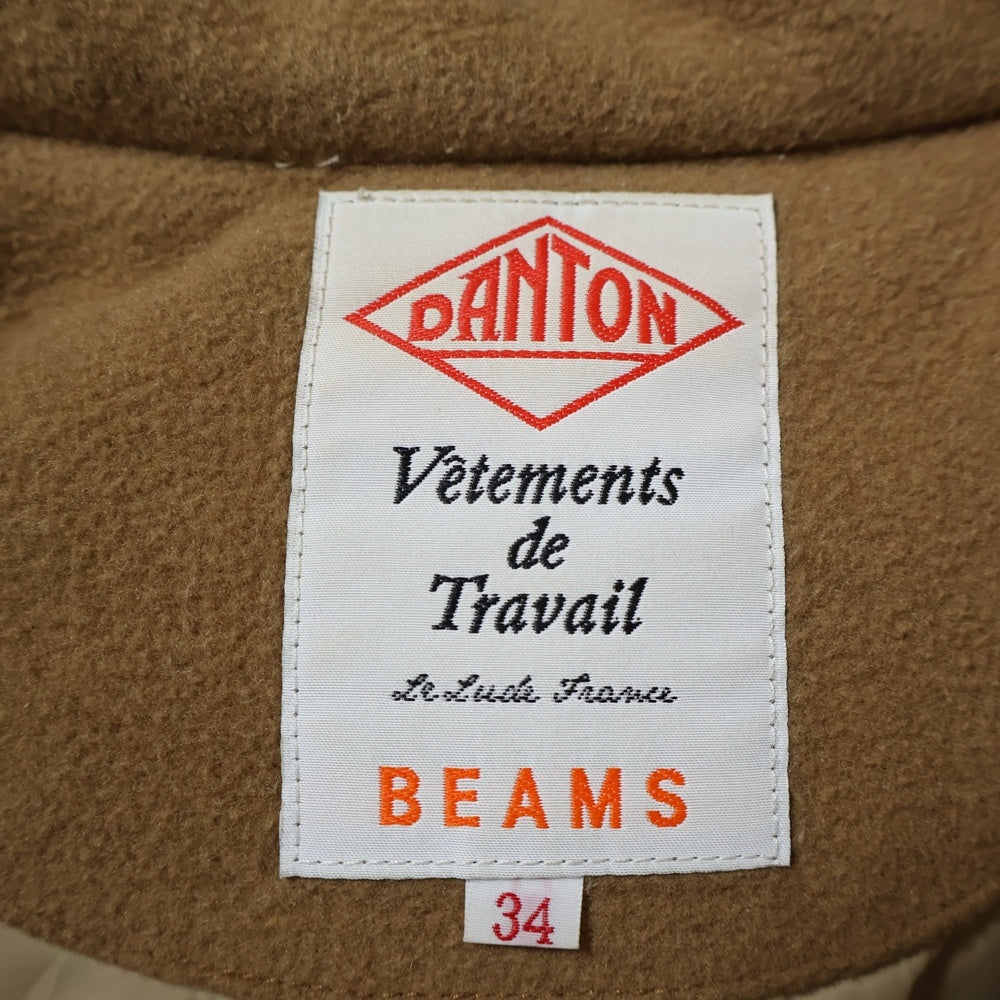 DANTON
Vêtements
de
Travail
Le Lude France
BEAMS
34